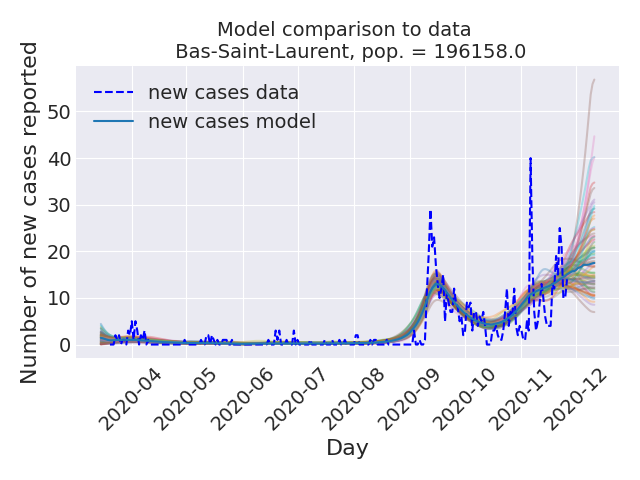 Model comparison to data
Bas-Saint-Laurent, pop. = 196158.0
Number of new cases reported
50
40
30
20
10
0
new cases data
new cases model
2020-04
2020-05
2020-06
2020-07
2020-08
2020-09
2020-10
2020-11
2020-12
Day